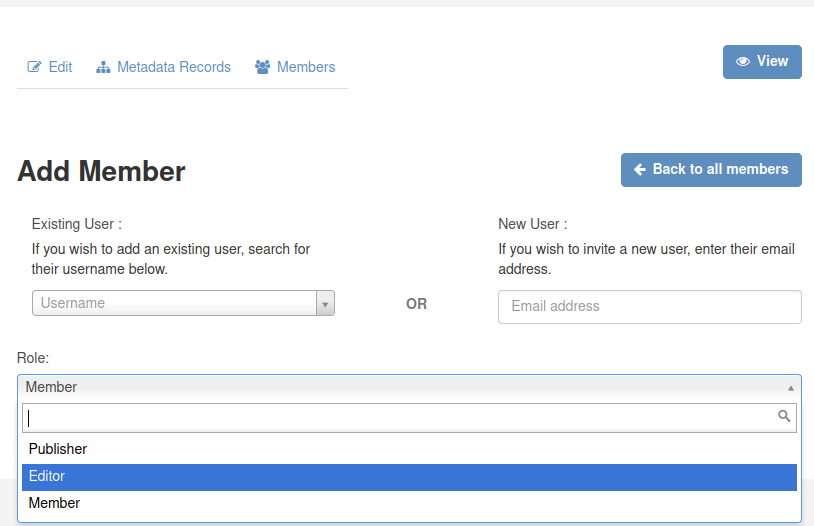 Edit Metadata Records Members View
Add Member Back to all members
Existing User :
If you wish to add an existing user, search for
their username below.
Username
OR
New User :
If you wish to invite a new user, enter their email
address.
Email address
Role:
Member
Publisher
Editor
Member